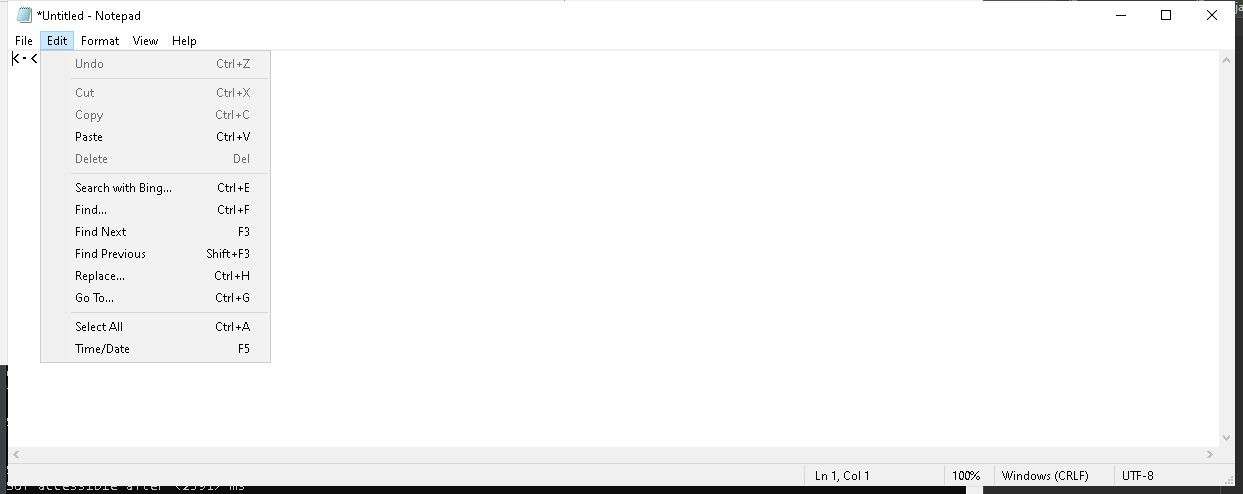 *Untitled - Notepad
File Edit Format View Help
<-<
Undo Ctrl+Z
Cut Ctrl+X
Copy Ctrl+C
Paste Ctrl+V
Delete Del
Search with Bing... Ctrl+E
Find... Ctrl+F
Find Next F3
Find Previous Shift+F3
Replace... Ctrl+H
Go To... Ctrl+G
Select All Ctrl+A
Time/Date F5
Ln 1, Col 1 100% Windows (CRLF) UTF-8
accessible after <2591> ms